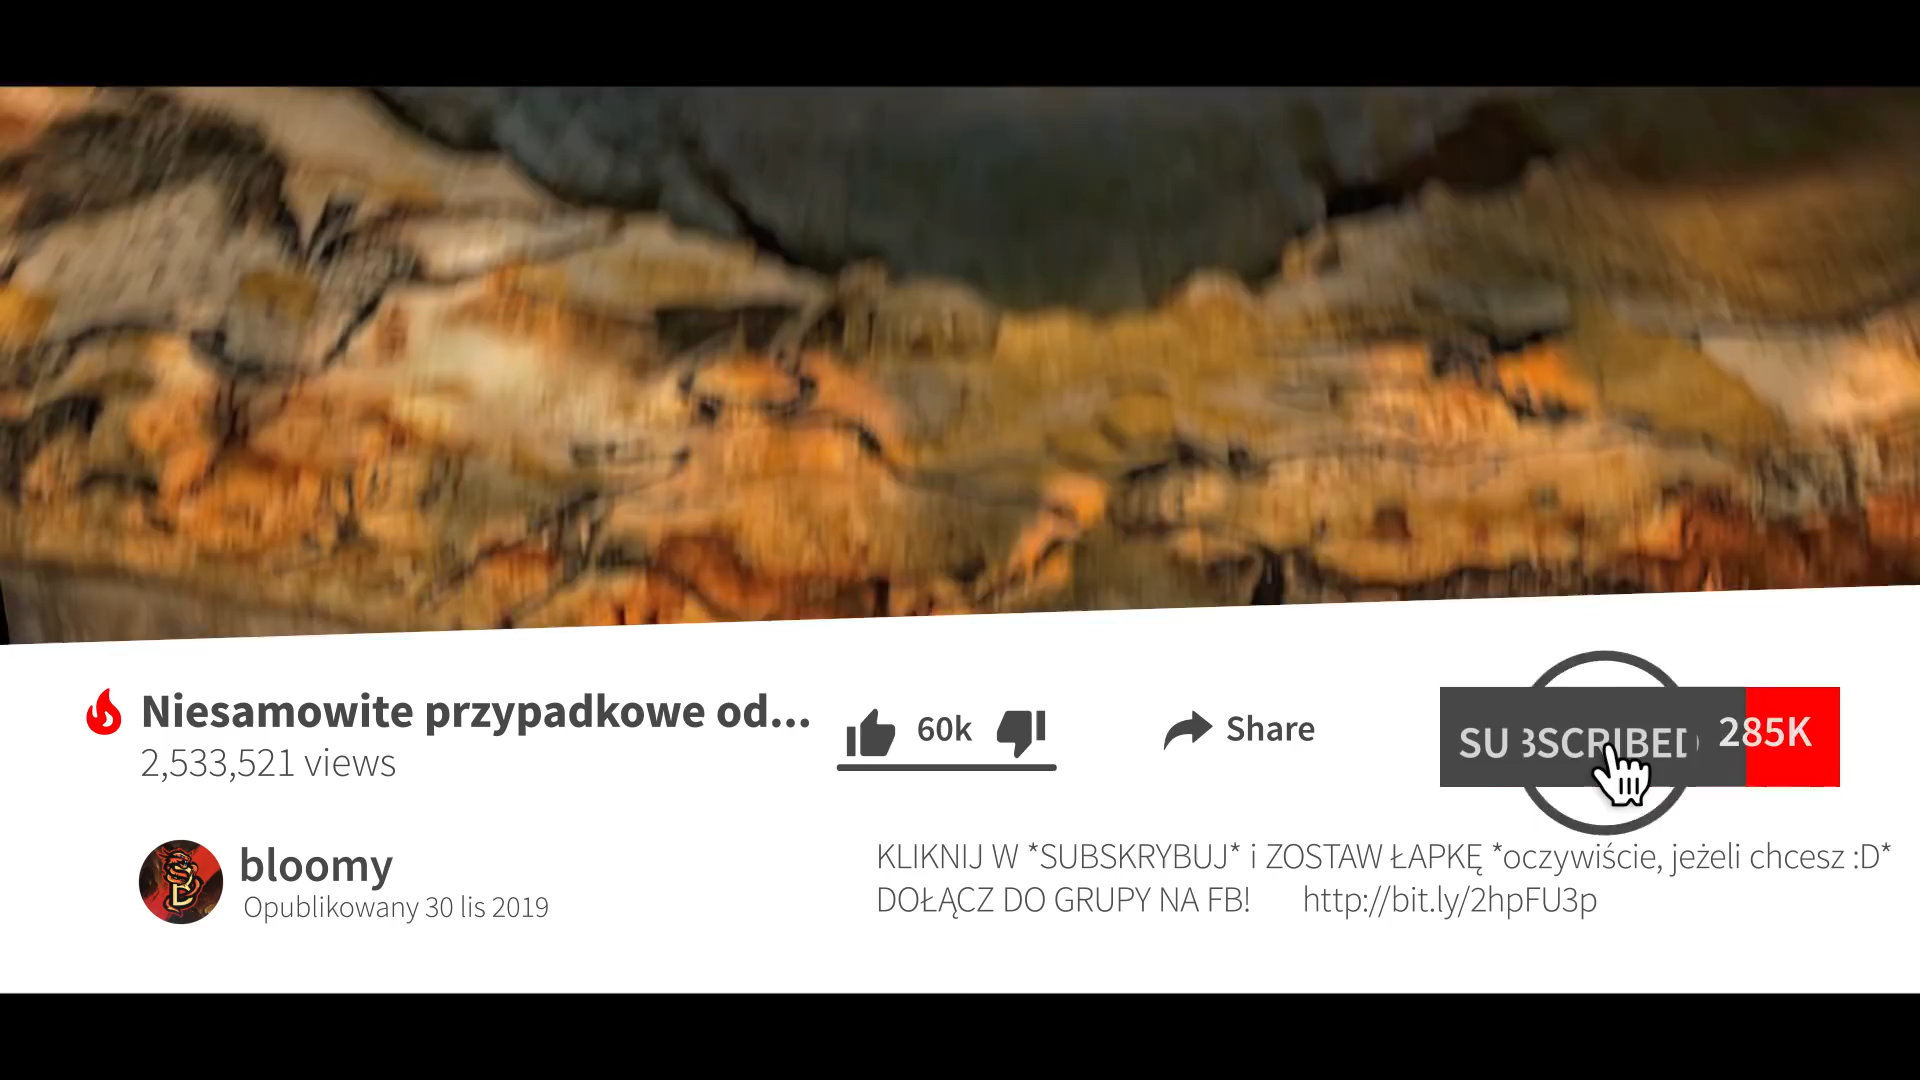 Niesamowite przypadkowe od...
2,533,521 views
60k
Share
SUBSCRIBED
285K
bloomy
Opublikowany 30 lis 2019
KLIKNIJ W *SUBSKRYBUJ* i ZOSTAW ŁAPKĘ *oczywiście, jeżeli chcesz :D*
DOŁĄCZ DO GRUPY NA FB! http://bit.ly/2hpFU3p